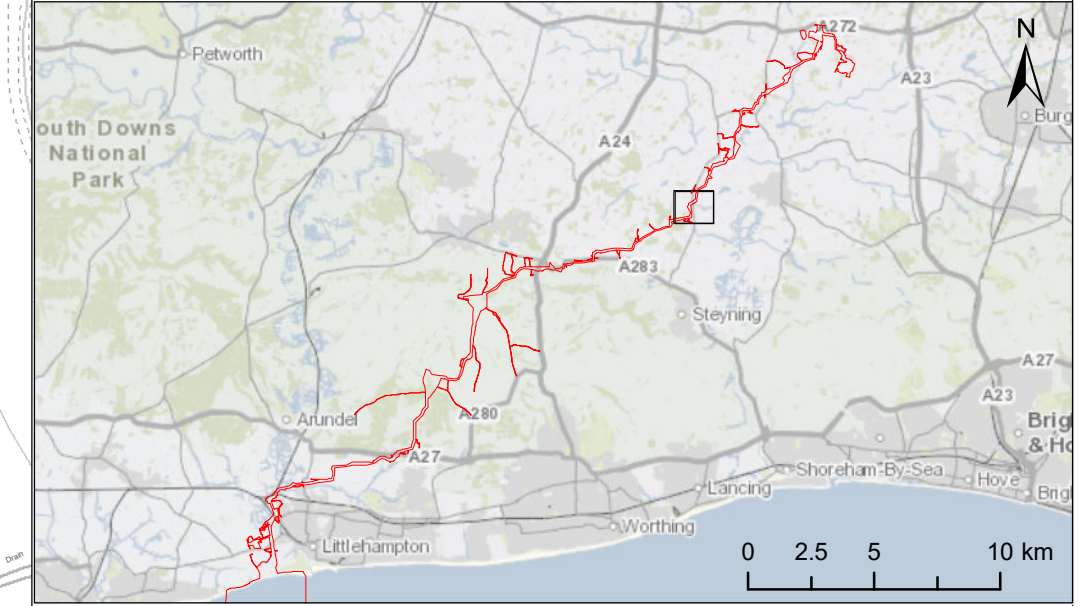 A272
N
Petworth
A23
Burg
outh Downs
National
Park
A24
A283
Steyning
A27
A23
Arundel
A280
Brig
& Ho
A27
Shoreham-By-Sea
Hove
Lancing
Brig
Worthing
Littlehampton
Drain
0 2.5 5 10 km